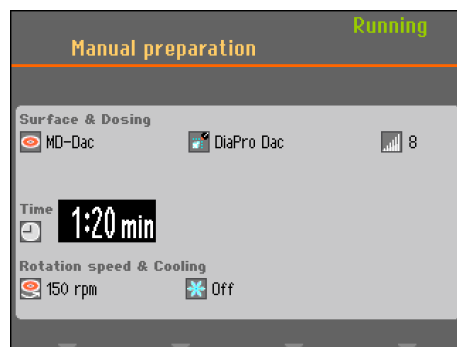 Running
Manual preparation
Surface & Dosing
MD-Dac DiaPro Dac 8
Time
1:20 min
Rotation speed & Cooling
150 rpm Off